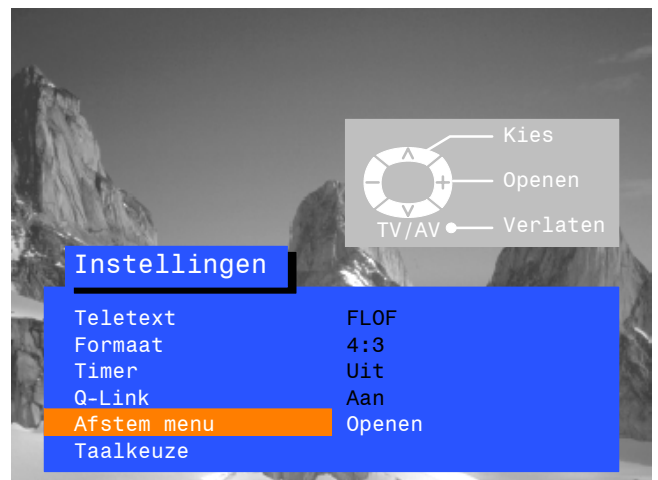 Kies
Openen
TV/AV Verlaten
Instellingen
Teletext FLOF
Formaat 4:3
Timer Uit
Q-Link Aan
Afstem menu Openen
Taalkeuze